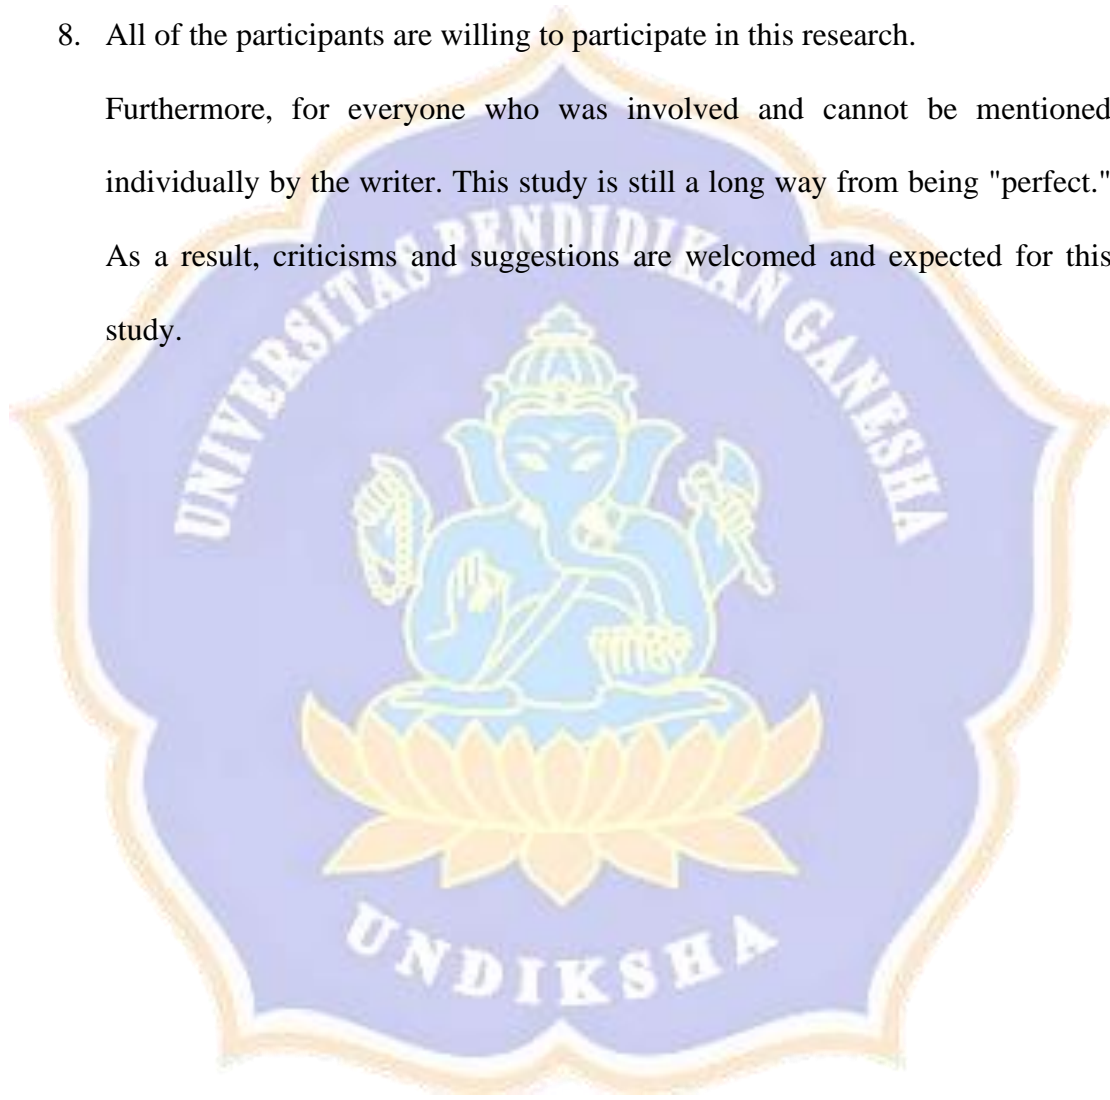 8. All of the participants are willing to participate in this research.
Furthermore, for everyone who was involved and cannot be mentioned
individually by the writer. This study is still a long way from being "perfect."
As a result, criticisms and suggestions are welcomed and expected for this
study.
UNIVERSITAS PENDIDIKAN GANESHA
UNDIKSHA